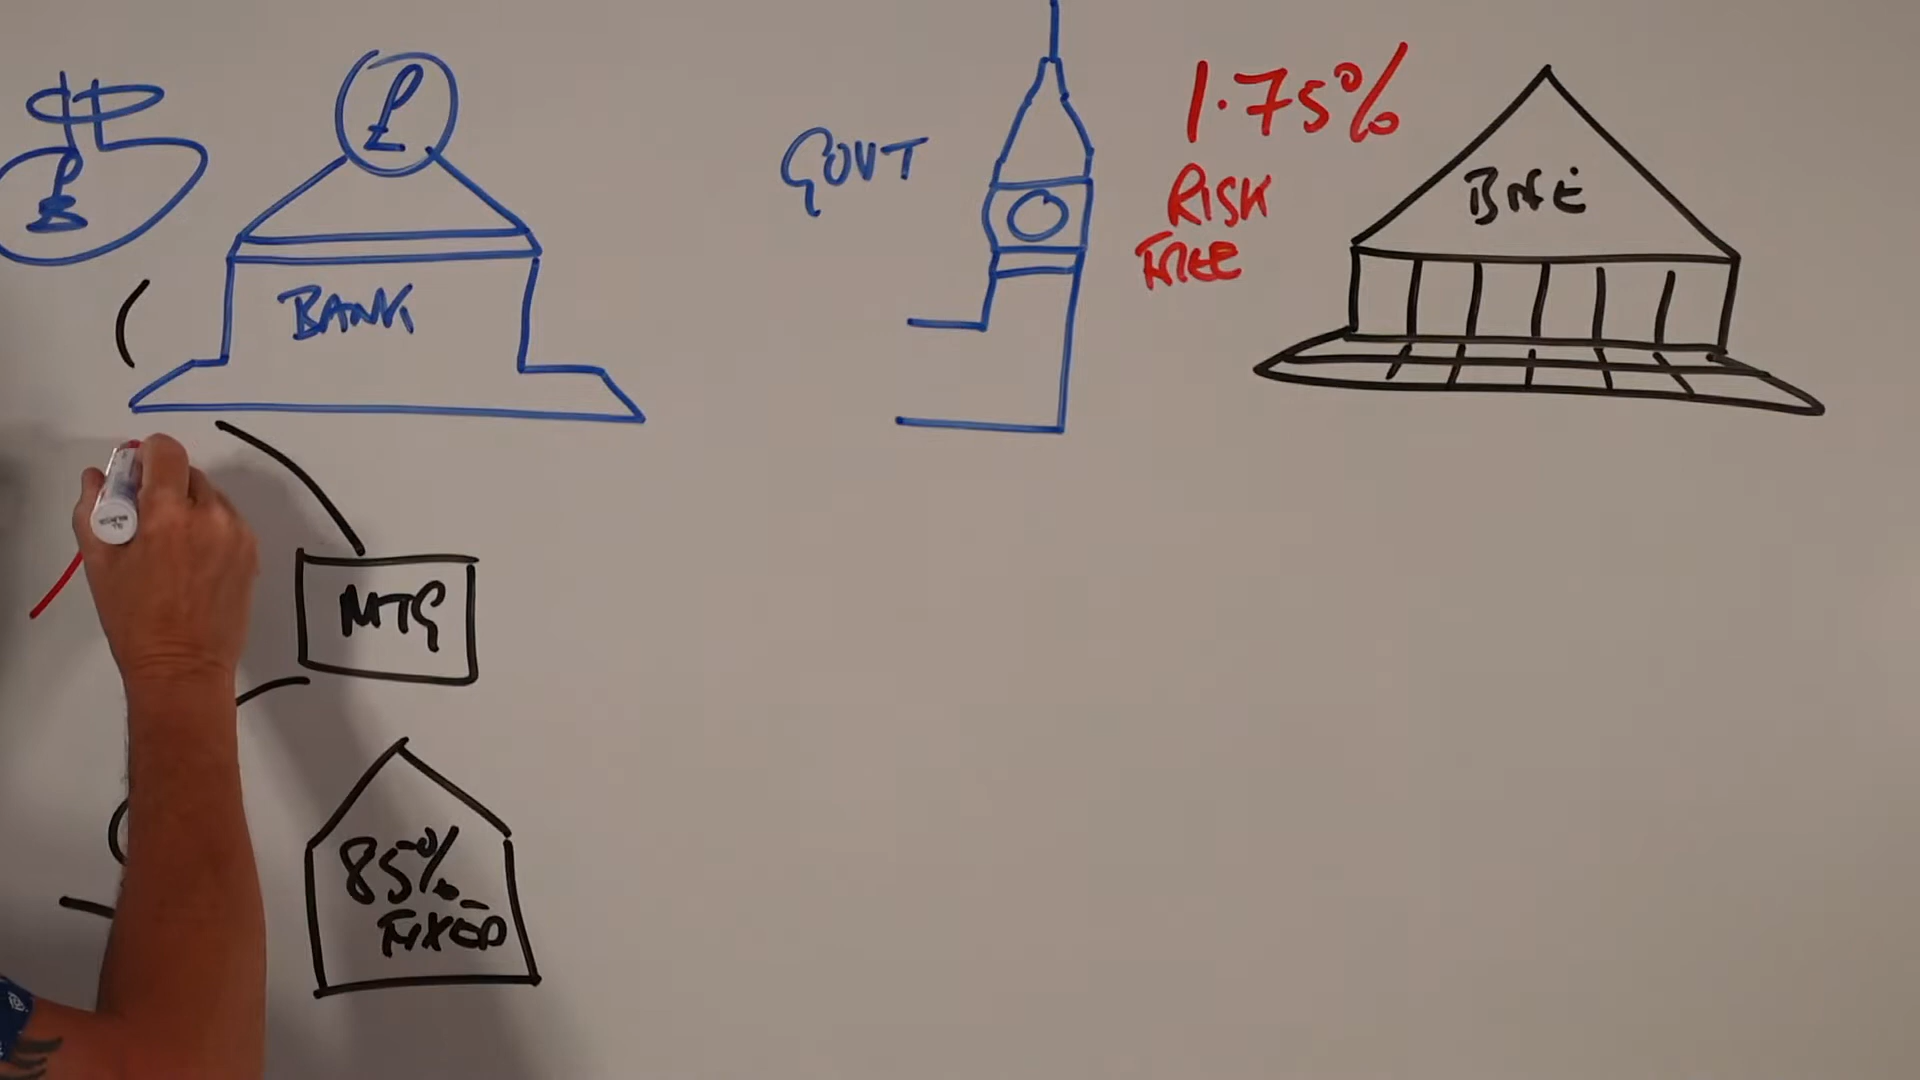 £
£
BANK
GOVT
1.75%
RISK
FREE
BNE
MTG
85%
FIXED